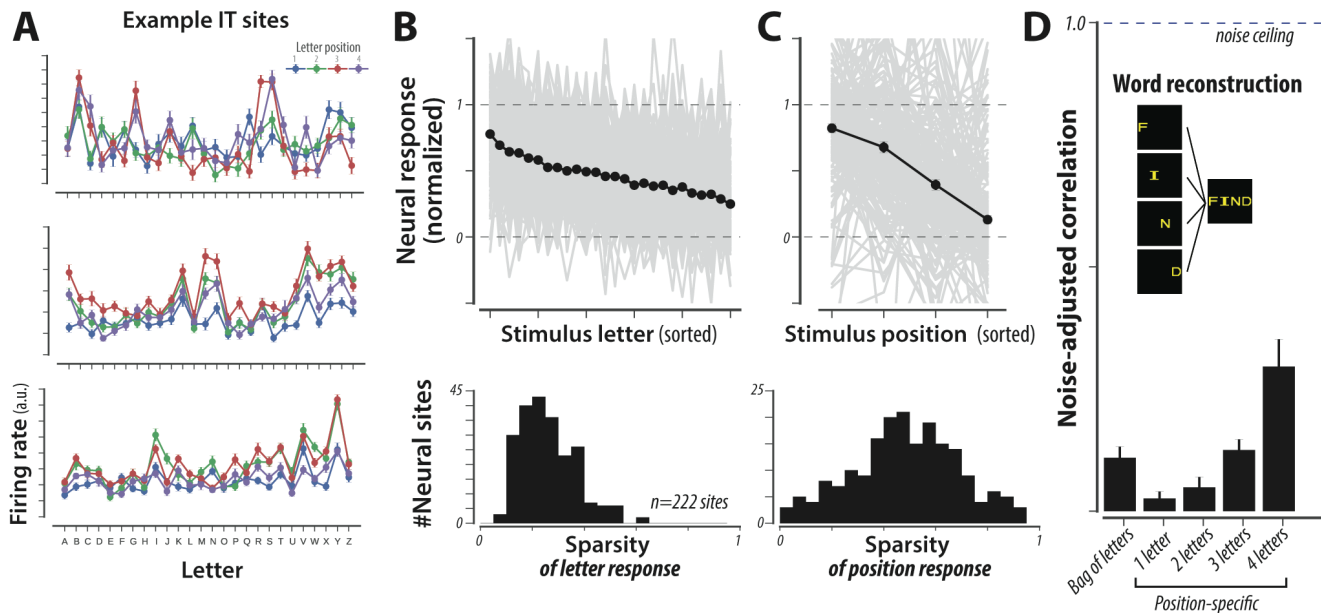 A
Example IT sites
Letter position
1 2 3 4
Firing rate (a.u.)
A B C D E F G H I J K L M N O P Q R S T U V W X Y Z
Letter
B
Neural response
(normalized)
1
0
Stimulus letter (sorted)
#Neural sites
45
0
n=222 sites
0
1
Sparsity
of letter response
C
1
0
Stimulus position (sorted)
25
0
0
1
Sparsity
of position response
D
Noise-adjusted correlation
1.0
noise ceiling
Word reconstruction
F
I
N
D
FIND
Bag of letters
1 letter
2 letters
3 letters
4 letters
Position-specific